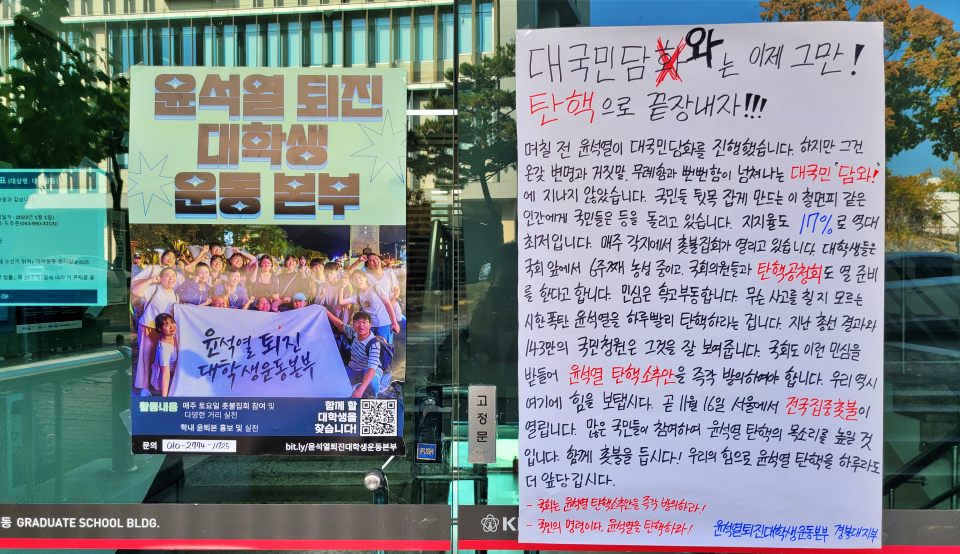 윤석열 퇴진
대학생
운동 본부
윤석열 퇴진
대학생운동본부
활동내용 매주 토요일 촛불집회 참여 및
다양한 거리 실천
학내 윤퇴본 홍보 및 실천
함께 할
대학생을
찾습니다!
문의
bit.ly/윤석열퇴진대학생운동본부
PUSH
고정문
GRADUATE SCHOOL BLDG.
대국민담화와는 이제 그만!
탄핵으로 끝장내자!!!
며칠 전 윤석열이 대국민담화를 진행했습니다. 하지만 그건
온갖 변명과 거짓말, 무례함과 뻔뻔함이 넘쳐나는 대국민 '담와!'
에 지나지 않았습니다. 국민들 뒷목 잡게 만드는 이 철면피 같은
인간에게 국민들은 등을 돌리고 있습니다. 지지율도 17%로 역대
최저입니다. 매주 각지에서 촛불집회가 열리고 있습니다. 대학생들은
국회 앞에서 6주째 농성 중이고, 국회의원들과 탄핵공청회도 열 준비
를 한다고 합니다. 민심은 확고부동합니다. 무슨 사고를 칠지 모르는
시한폭탄 윤석열을 하루빨리 탄핵하라는 겁니다. 지난 총선 결과와
143만의 국민청원은 그것을 잘 보여줍니다. 국회도 이런 민심을
받들어 윤석열 탄핵소추안을 즉각 발의하여야 합니다. 우리 역시
여기에 힘을 보탭시다. 곧 11월 16일 서울에서 전국집중촛불이
열립니다. 많은 국민들이 참여하여 윤석열 탄핵의 목소리를 높일 것
입니다. 함께 촛불을 듭시다! 우리의 힘으로 윤석열 탄핵을 하루라도
더 앞당깁시다.
- 국회는 윤석열 탄핵소추안을 즉각 발의하라!
- 국민의 명령이다. 윤석열을 탄핵하라!
윤석열퇴진대학생운동본부 경북대지부